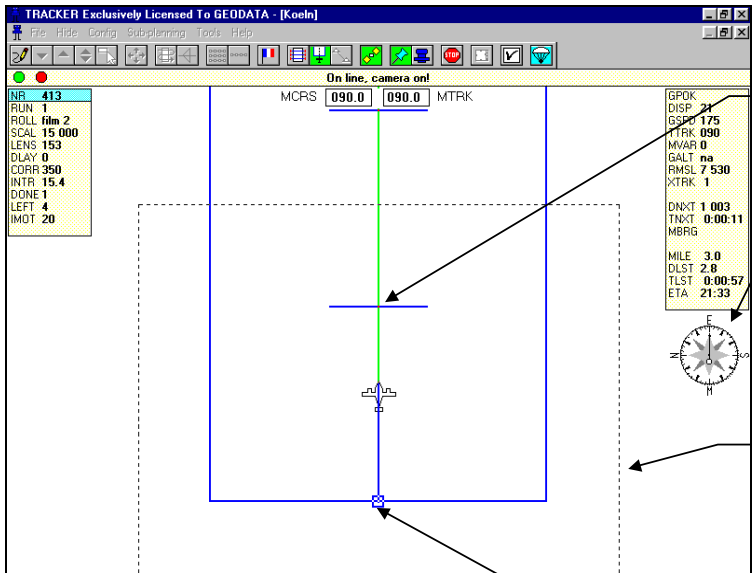 TRACKER Exclusively Licensed To GEODATA - [Koeln]
File Hide Config Sub-planning Tools Help
STOP
On line, camera on!
NR 413
RUN 1
ROLL film 2
SCAL 15 000
LENS 153
DLAY 0
CORR 350
INTR 15.4
DONE 1
LEFT 4
IMOT 20
MCRS 090.0 090.0 MTRK
GPOK
DISP 21
GSPD 175
TTRK 090
MVAR 0
GALT na
RMSL 7 530
XTRK 1
DNXT 1 003
TNXT 0:00:11
MBRG
MILE 3.0
DLST 2.8
TLST 0:00:57
ETA 21:33
E
N S